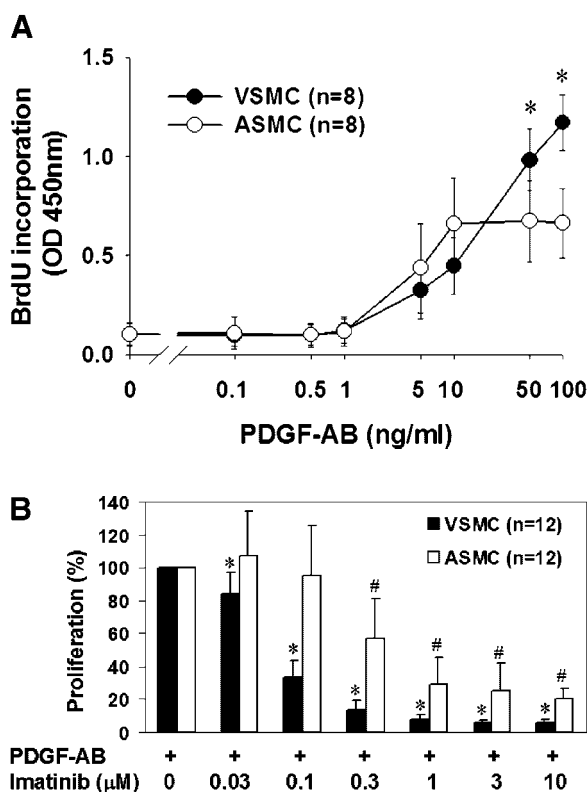 A
BrdU incorporation
(OD 450nm)
1.5
1.0
0.5
0.0
VSMC (n=8)
ASMC (n=8)
* *
0 0.1 0.5 1 5 10 50 100
PDGF-AB (ng/ml)
B
Proliferation (%)
140
120
100
80
60
40
20
0
VSMC (n=12)
ASMC (n=12)
* * * # * # * # * #
PDGF-AB + + + + + + +
Imatinib (μM) 0 0.03 0.1 0.3 1 3 10